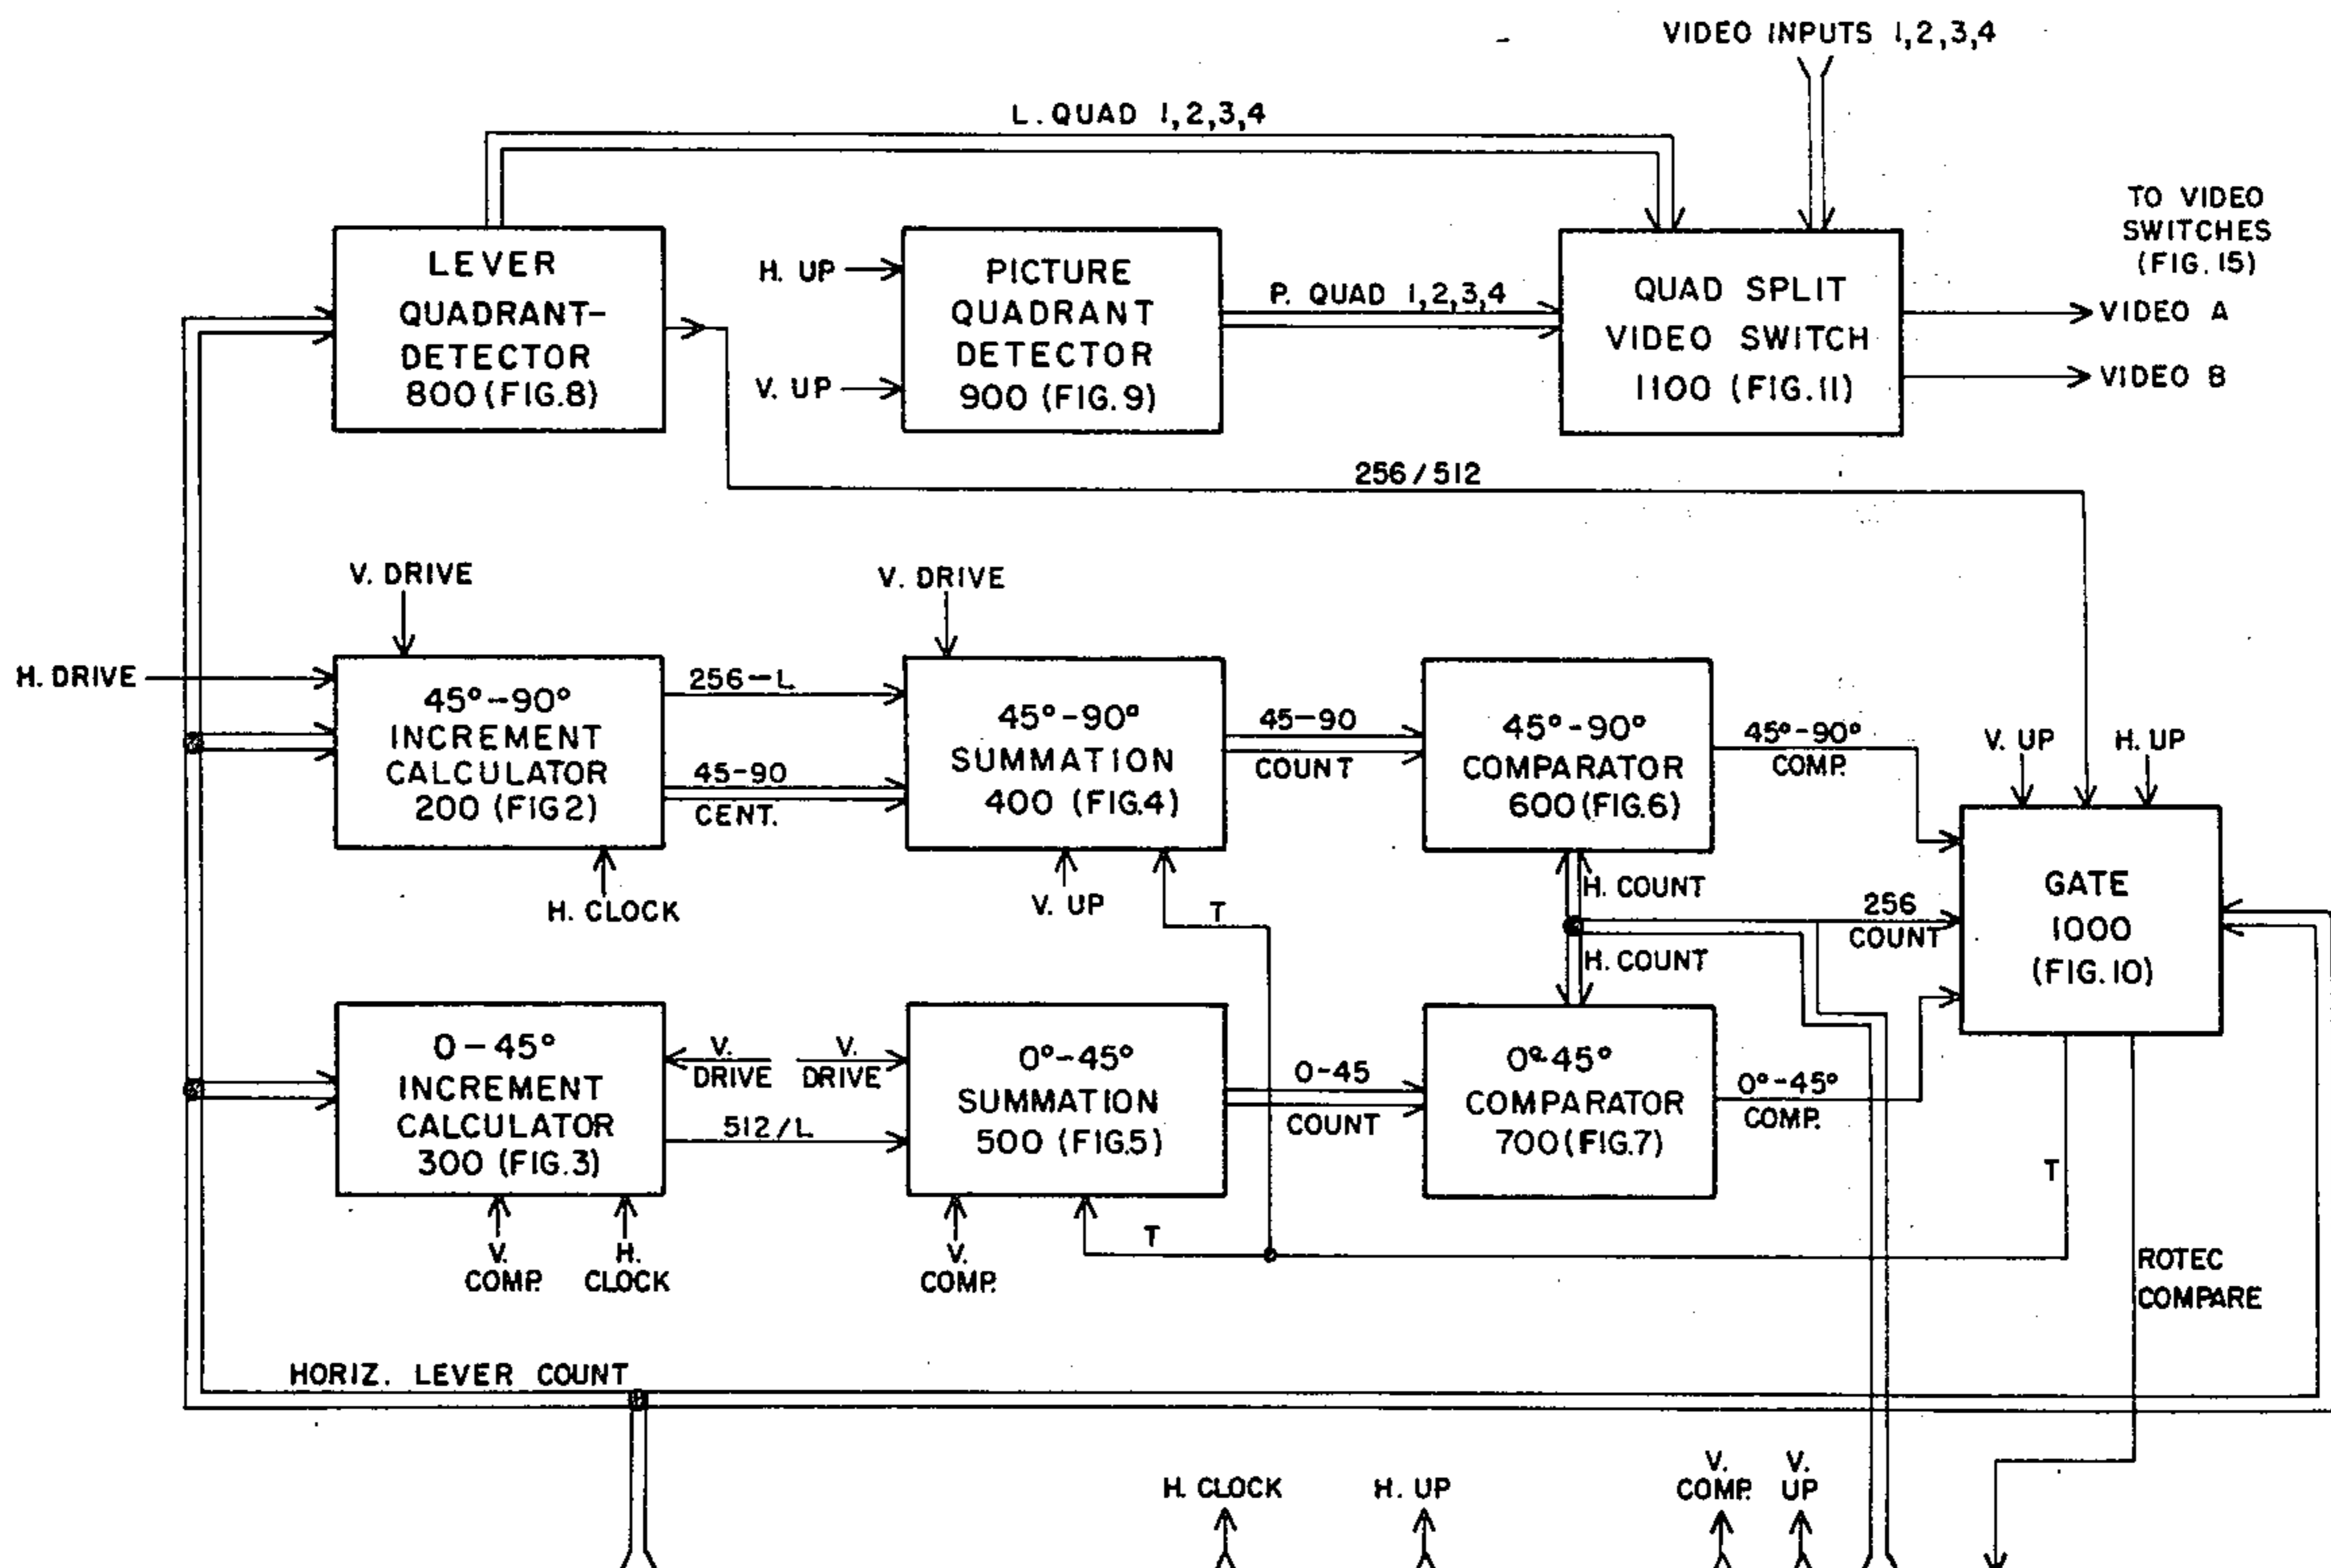 VIDEO INPUTS 1,2,3,4
L. QUAD 1,2,3,4
TO VIDEO
SWITCHES
(FIG. 15)
LEVER
QUADRANT-
DETECTOR
800 (FIG.8)
H. UP
V. UP
PICTURE
QUADRANT
DETECTOR
900 (FIG. 9)
P. QUAD 1,2,3,4
QUAD SPLIT
VIDEO SWITCH
1100 (FIG.11)
VIDEO A
VIDEO B
256/512
V. DRIVE
V. DRIVE
H. DRIVE
45°-90°
INCREMENT
CALCULATOR
200 (FIG 2)
256-L
45-90
CENT.
H. CLOCK
45°-90°
SUMMATION
400 (FIG.4)
V. UP
T
45-90
COUNT
45°-90°
COMPARATOR
600 (FIG.6)
45°-90°
COMP.
V. UP
H. UP
H. COUNT
H. COUNT
256
COUNT
GATE
1000
(FIG. 10)
0-45°
INCREMENT
CALCULATOR
300 (FIG. 3)
V.
DRIVE
V.
DRIVE
512/L
V.
COMP.
H.
CLOCK
0°-45°
SUMMATION
500 (FIG.5)
V.
COMP.
T
0-45
COUNT
0°-45°
COMPARATOR
700 (FIG.7)
0°-45°
COMP.
T
ROTEC
COMPARE
HORIZ. LEVER COUNT
H. CLOCK
H. UP
V.
COMP.
V.
UP